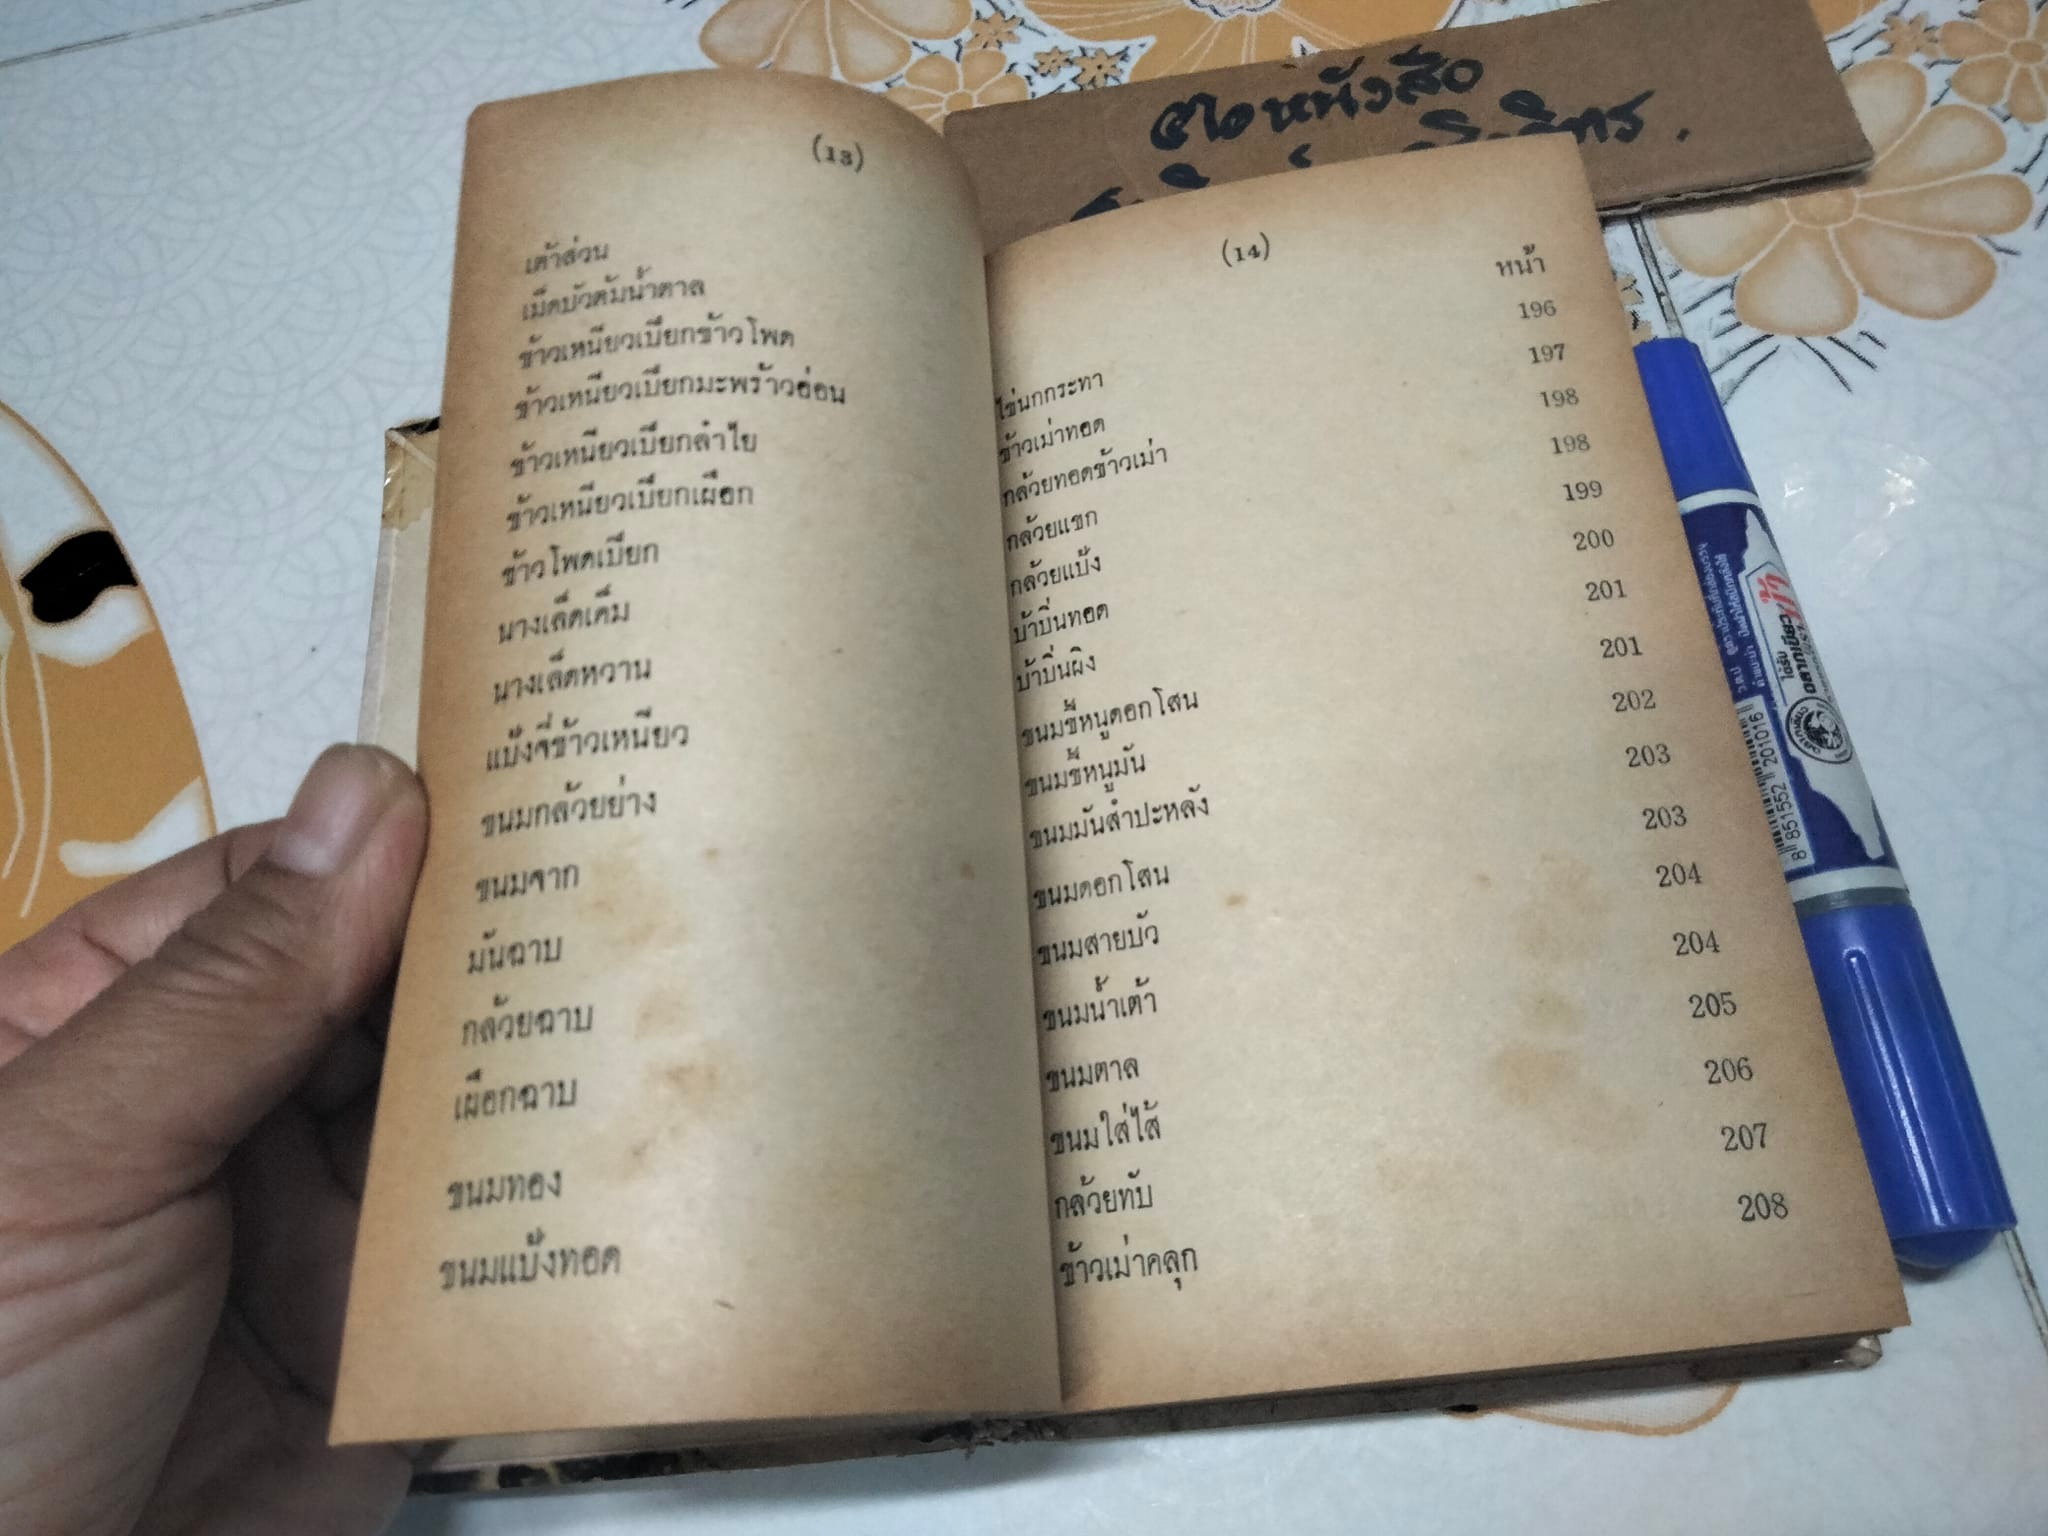 (13)
เต้าส่วน
เม็ดบัวต้มน้ำตาล
ข้าวเหนียวเบียกข้าวโพด
ข้าวเหนียวเบียกมะพร้าวอ่อน
ข้าวเหนียวเบียกลำไย
ข้าวเหนียวเบียกเผือก
ข้าวโพดเบียก
นางเล็ดเค็ม
นางเล็ดหวาน
แป้งจี่ข้าวเหนียว
ขนมกล้วยย่าง
ขนมจาก
มันฉาบ
กล้วยฉาบ
เผือกฉาบ
ขนมทอง
ขนมแป้งทอด
(14)
หน้า
ไข่นกกระทา 196
ข้าวเม่าทอด 197
กล้วยทอดข้าวเม่า 198
กล้วยแขก 198
กล้วยแป้ง 199
บ้าบิ่นทอด 200
บ้าบิ่นผิง 201
ขนมขี้หนูดอกโสน 201
ขนมขี้หนูมัน 202
ขนมมันสำปะหลัง 203
ขนมดอกโสน 203
ขนมสายบัว 204
ขนมน้ำเต้า 204
ขนมตาล 205
ขนมใส่ไส้ 206
กล้วยทับ 207
ข้าวเม่าคลุก 208
หนังสือ
8 851552 201016